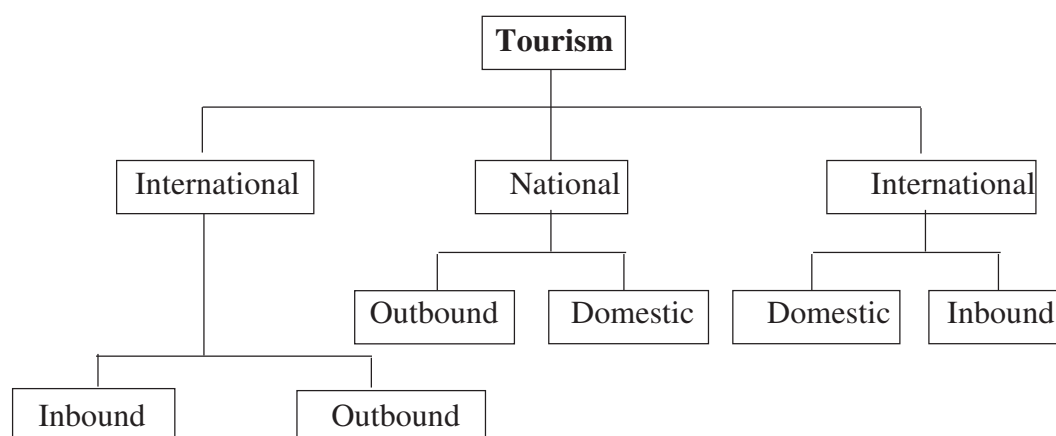 Tourism
International
National
International
Outbound
Domestic
Domestic
Inbound
Inbound
Outbound